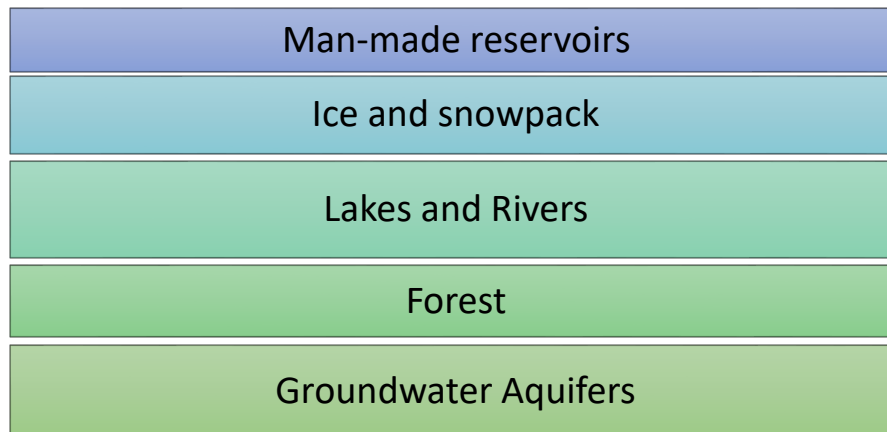 Man-made reservoirs
Ice and snowpack
Lakes and Rivers
Forest
Groundwater Aquifers